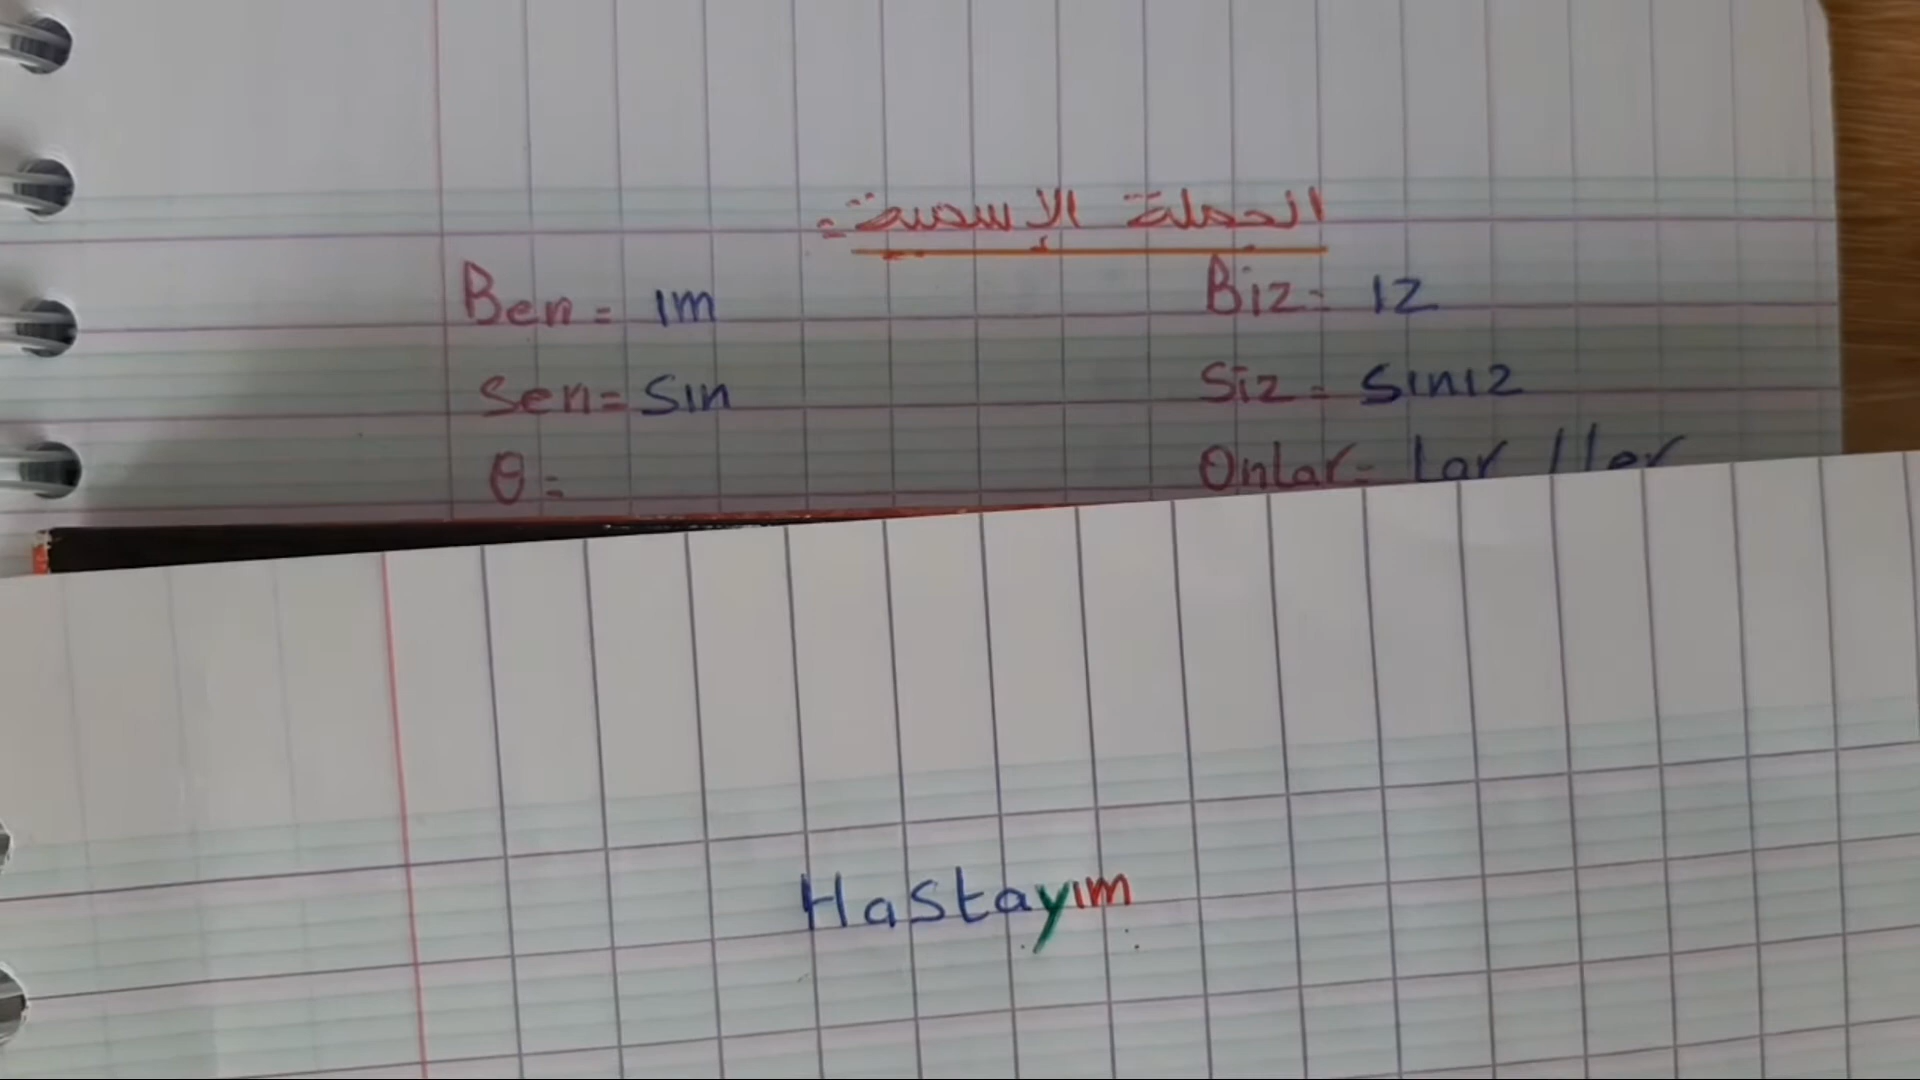 الجملة الإسمية:
Ben = ım Biz = ız
Sen = Sın Siz = Sınız
O = Onlar = Lar / ler
Hastayım